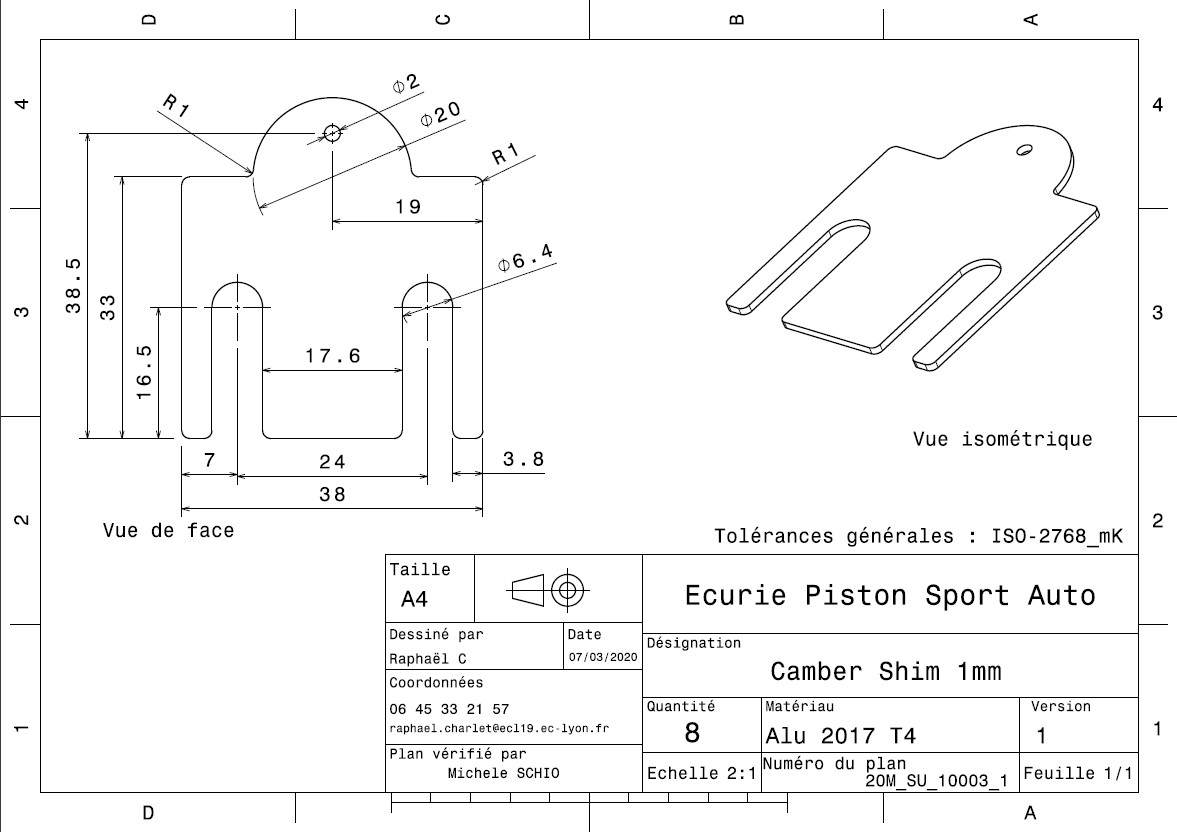 D C B A
4 4
R1
⌀2
⌀20
R1
19
38.5
33
⌀6.4
3 3
17.6
16.5
7 24 3.8
38
Vue de face
Vue isométrique
2 2
Tolérances générales : ISO-2768_mK
Taille
A4
Ecurie Piston Sport Auto
Dessiné par
Raphaël C
Date
07/03/2020
Désignation
Camber Shim 1mm
Coordonnées
06 45 33 21 57
raphael.charlet@ecl19.ec-lyon.fr
Quantité
8
Matériau
Alu 2017 T4
Version
1
Plan vérifié par
Michele SCHIO
Echelle 2:1
Numéro du plan
20M_SU_10003_1
Feuille 1/1
1 1
D A